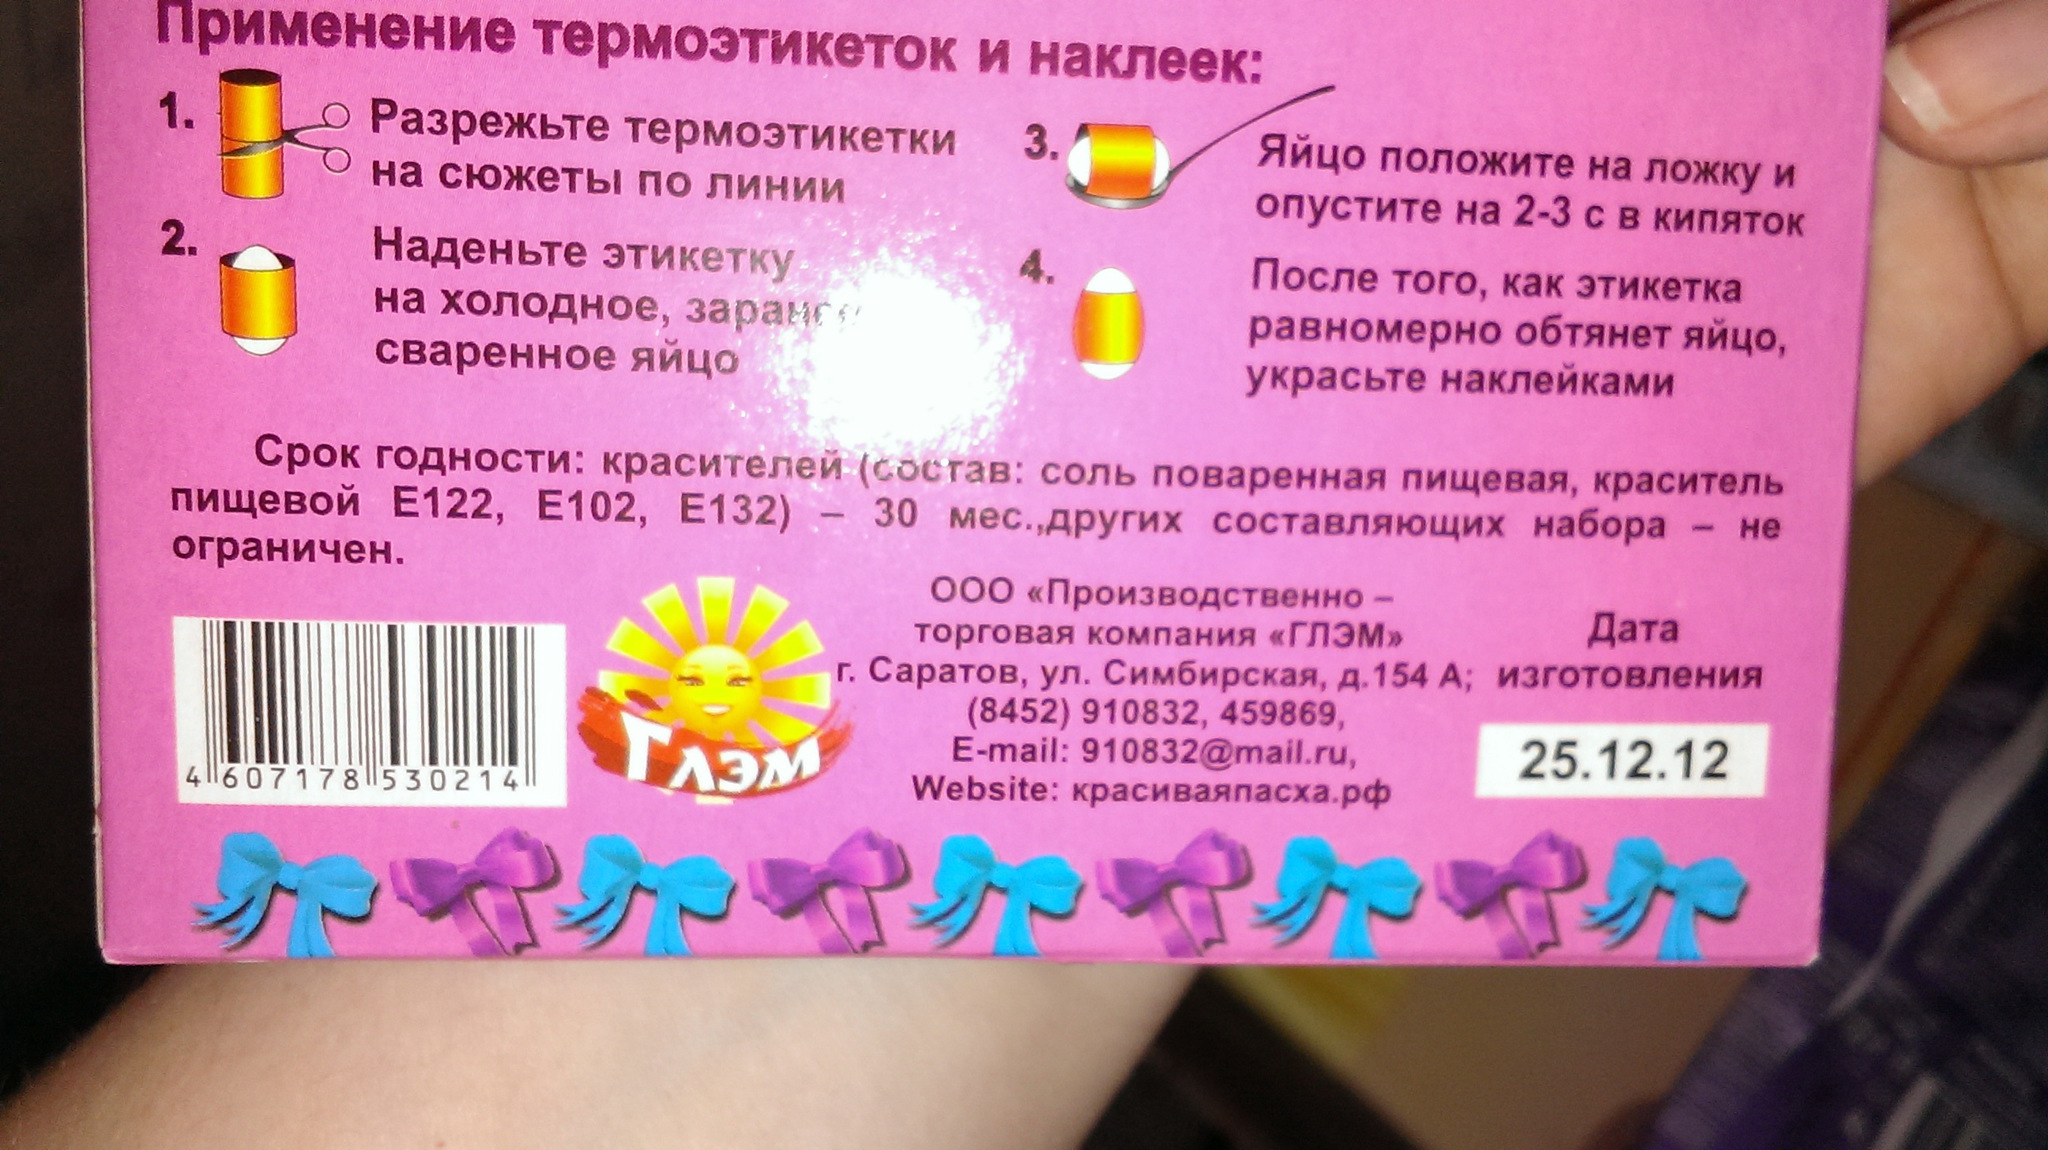 Применение термоэтикеток и наклеек:
1.
Разрежьте термоэтикетки
на сюжеты по линии
2.
Наденьте этикетку
на холодное,
сваренное яйцо
3.
Яйцо положите на ложку и
опустите на 2-3 с в кипяток
4.
После того, как этикетка
равномерно обтянет яйцо,
украсьте наклейками
Срок годности: красителей (состав: соль поваренная пищевая, краситель
пищевой Е122, Е102, Е132) – 30 мес.,других составляющих набора – не
ограничен.
4 607178 530214
Глэм
ООО «Производственно –
торговая компания «ГЛЭМ»
г. Саратов, ул. Симбирская, д.154 А;
(8452) 910832, 459869,
E-mail: 910832@mail.ru,
Website: красиваяпасха.рф
Дата
изготовления
25.12.12